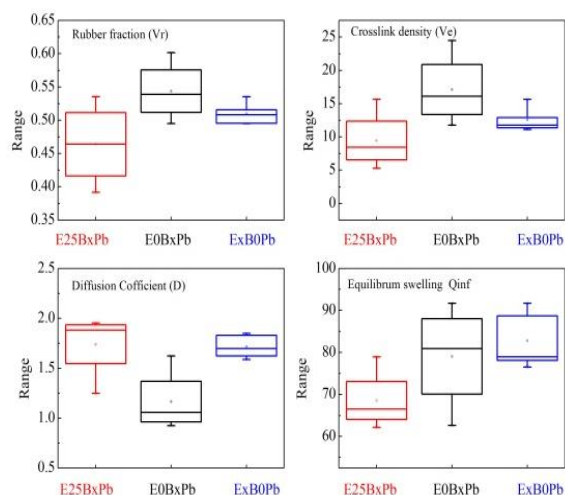 Rubber fraction (Vr)
Range
0.65
0.60
0.55
0.50
0.45
0.40
0.35
E25BxPb E0BxPb ExB0Pb
Crosslink density (Ve)
Range
25
20
15
10
5
0
E25BxPb E0BxPb ExB0Pb
Diffusion Cofficient (D)
Range
2.5
2.0
1.5
1.0
0.5
E25BxPb E0BxPb ExB0Pb
Equilibrum swelling Qinf
Range
100
90
80
70
60
E25BxPb E0BxPb ExB0Pb